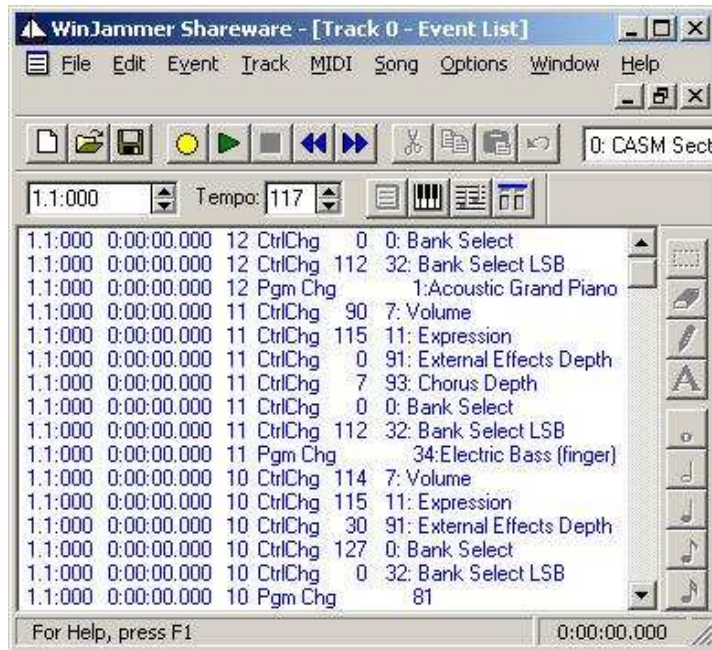 WinJammer Shareware - [Track 0 - Event List]
File Edit Event Track MIDI Song Options Window Help
0: CASM Sect
1.1:000 Tempo: 117
1.1:000 0:00:00.000 12 CtrlChg 0 0: Bank Select
1.1:000 0:00:00.000 12 CtrlChg 112 32: Bank Select LSB
1.1:000 0:00:00.000 12 Pgm Chg 1:Acoustic Grand Piano
1.1:000 0:00:00.000 11 CtrlChg 90 7: Volume
1.1:000 0:00:00.000 11 CtrlChg 115 11: Expression
1.1:000 0:00:00.000 11 CtrlChg 0 91: External Effects Depth
1.1:000 0:00:00.000 11 CtrlChg 7 93: Chorus Depth
1.1:000 0:00:00.000 11 CtrlChg 0 0: Bank Select
1.1:000 0:00:00.000 11 CtrlChg 112 32: Bank Select LSB
1.1:000 0:00:00.000 11 Pgm Chg 34:Electric Bass (finger)
1.1:000 0:00:00.000 10 CtrlChg 114 7: Volume
1.1:000 0:00:00.000 10 CtrlChg 115 11: Expression
1.1:000 0:00:00.000 10 CtrlChg 30 91: External Effects Depth
1.1:000 0:00:00.000 10 CtrlChg 127 0: Bank Select
1.1:000 0:00:00.000 10 CtrlChg 0 32: Bank Select LSB
1.1:000 0:00:00.000 10 Pgm Chg 81
A
For Help, press F1 0:00:00.000